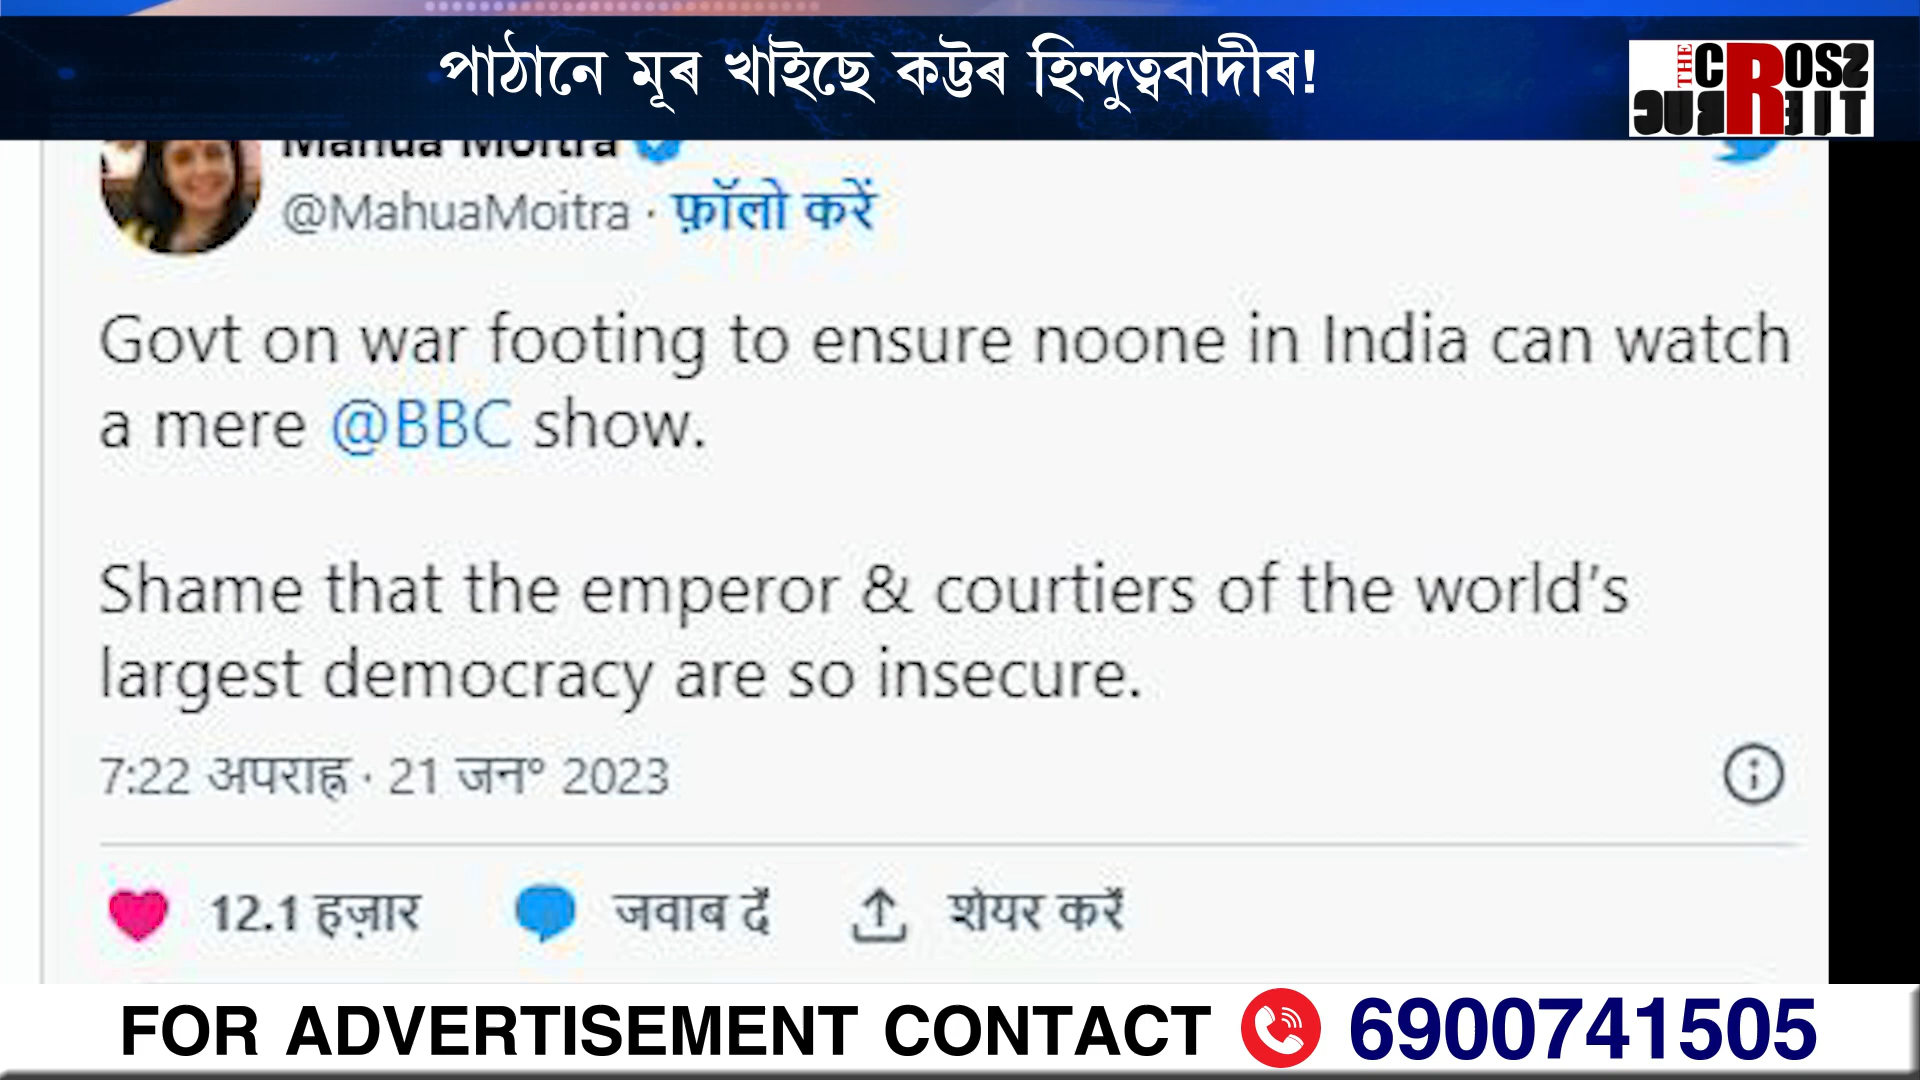 পাঠানে মূৰ খাইছে কট্টৰ হিন্দুত্ববাদীৰ!
THE CROSS CURRENT
Mahua Moitra
@MahuaMoitra · फ़ॉलो करें
Govt on war footing to ensure noone in India can watch
a mere @BBC show.
Shame that the emperor & courtiers of the world’s
largest democracy are so insecure.
7:22 अपराह्न · 21 जन॰ 2023
12.1 हज़ार जवाब दें शेयर करें
FOR ADVERTISEMENT CONTACT 6900741505